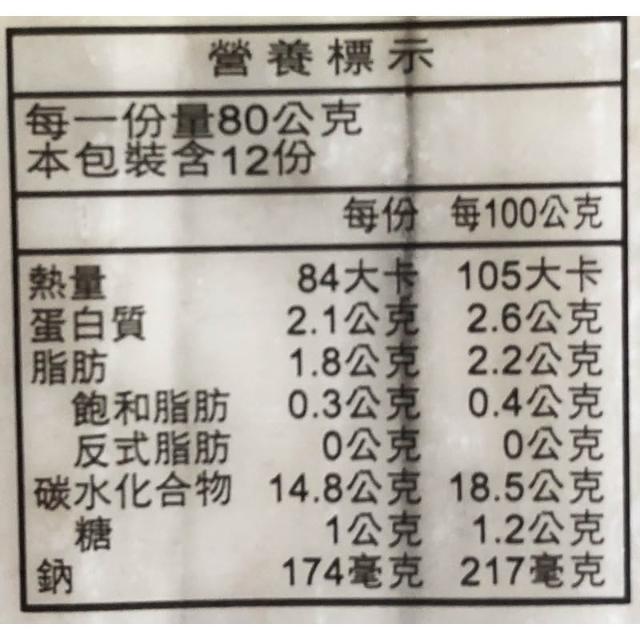 營養標示
每一份量80公克
本包裝含12份
每份 每100公克
熱量 84大卡 105大卡
蛋白質 2.1公克 2.6公克
脂肪 1.8公克 2.2公克
飽和脂肪 0.3公克 0.4公克
反式脂肪 0公克 0公克
碳水化合物 14.8公克 18.5公克
糖 1公克 1.2公克
鈉 174毫克 217毫克